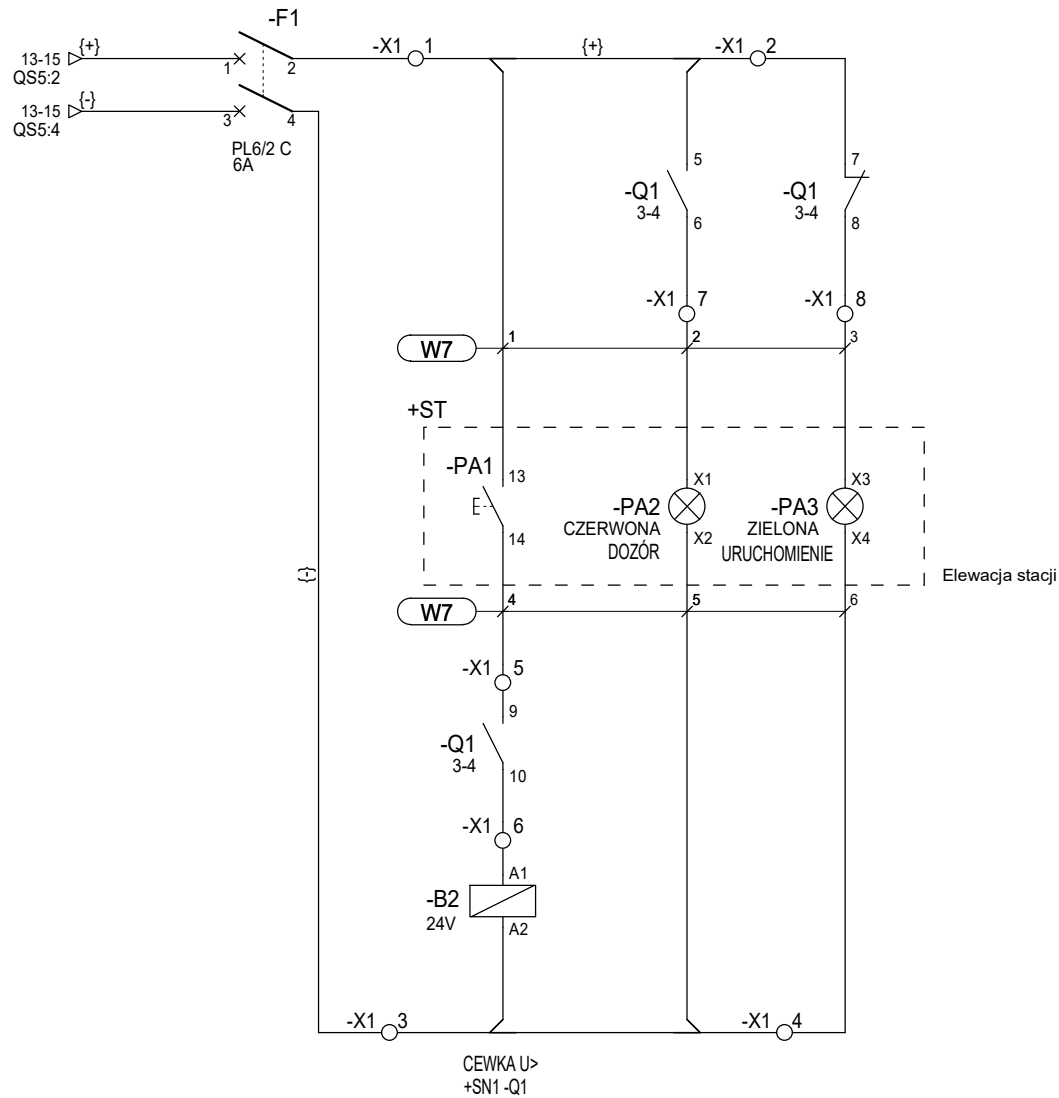 -F1
13-15
QS5:2
{+}
1
2
-X1 1
{+}
-X1 2
13-15
QS5:4
{-}
3
4
PL6/2 C
6A
-Q1
3-4
5
6
-Q1
3-4
7
8
-X1 7
-X1 8
W7
1
2
3
+ST
-PA1
13
14
-PA2
CZERWONA
DOZÓR
X1
X2
-PA3
ZIELONA
URUCHOMIENIE
X3
X4
Elewacja stacji
{-}
W7
4
5
6
-X1 5
-Q1
3-4
9
10
-X1 6
-B2
24V
A1
A2
-X1 3
-X1 4
CEWKA U>
+SN1 -Q1